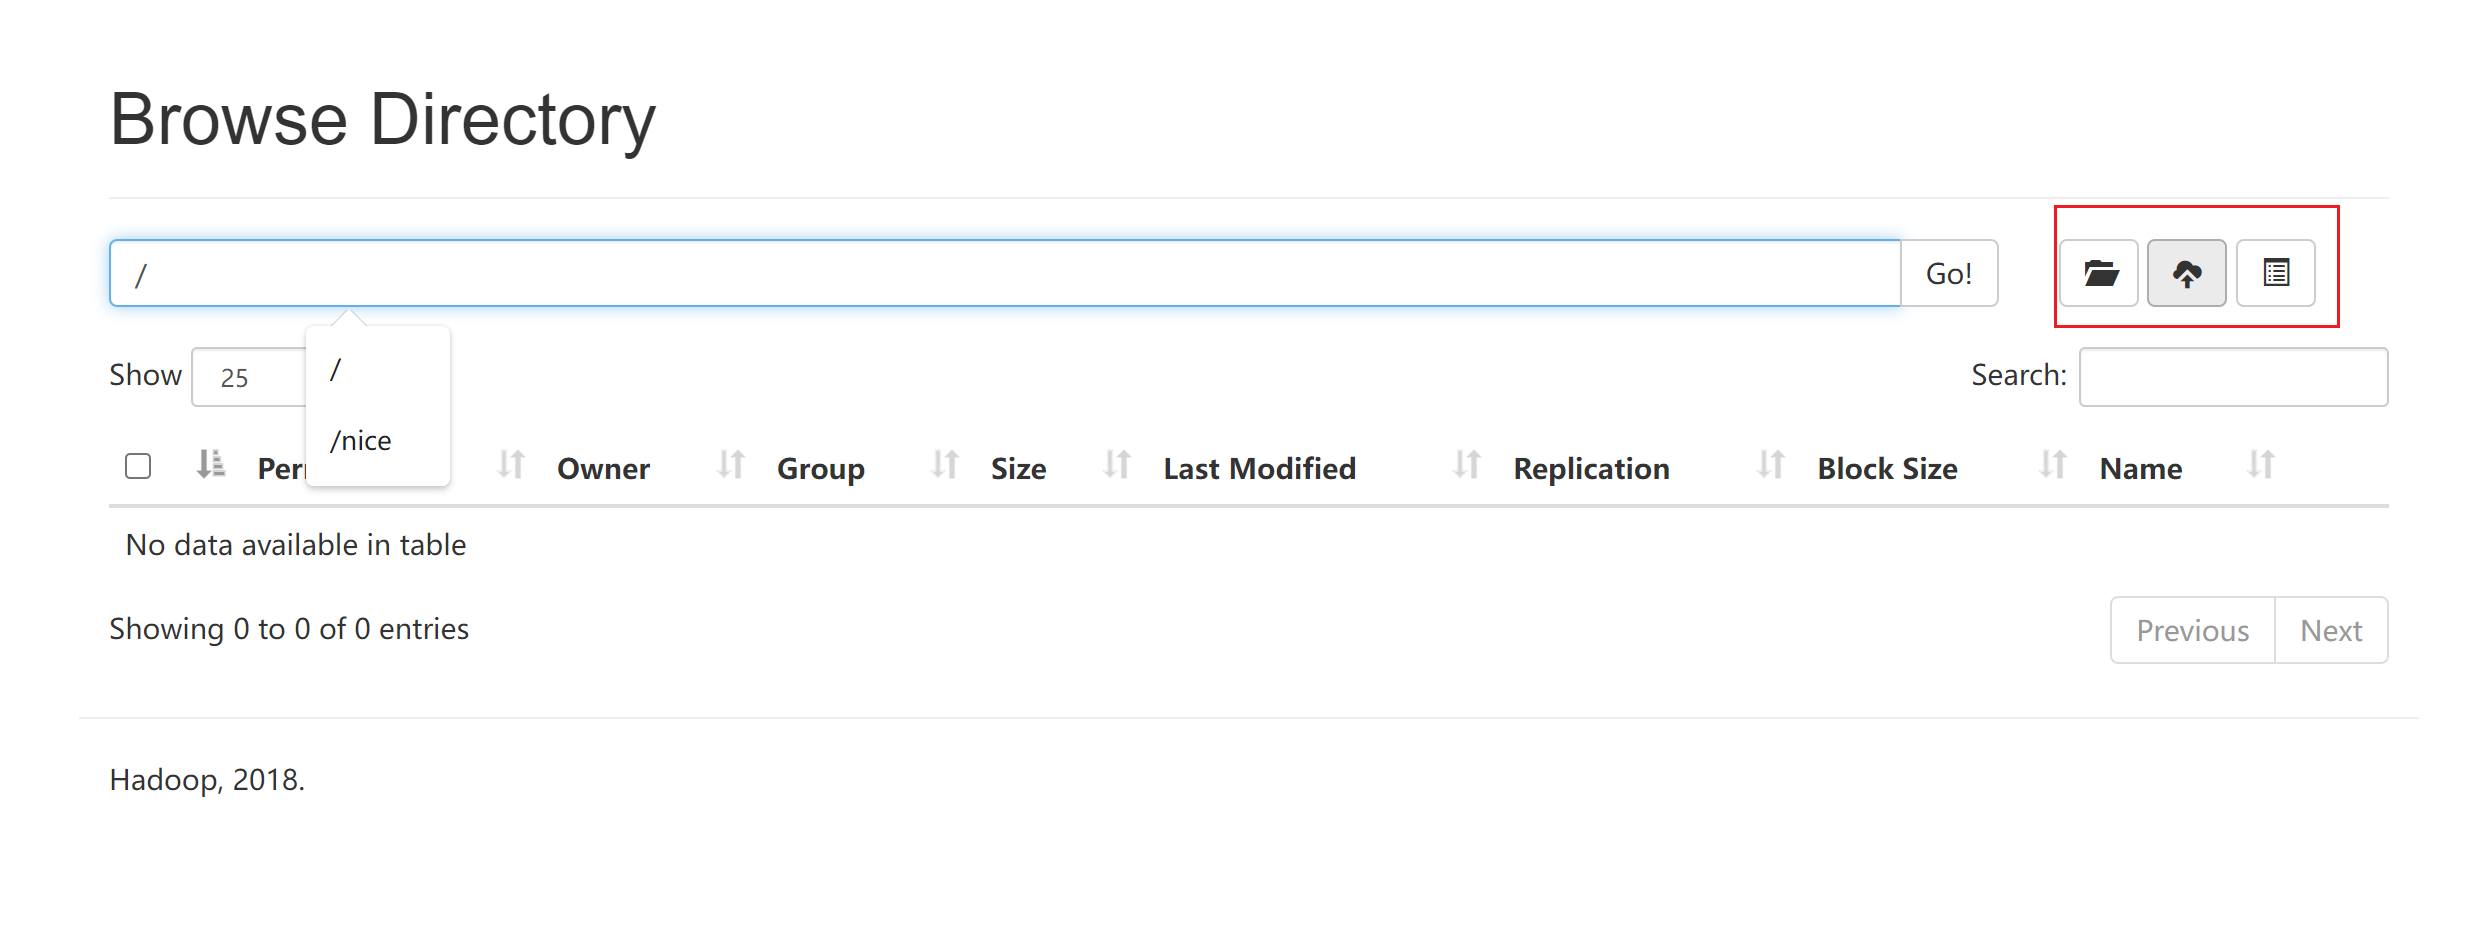 Browse Directory
/ Go!
/
/nice
Show 25 Search:
Owner Group Size Last Modified Replication Block Size Name
No data available in table
Showing 0 to 0 of 0 entries Previous Next
Hadoop, 2018.